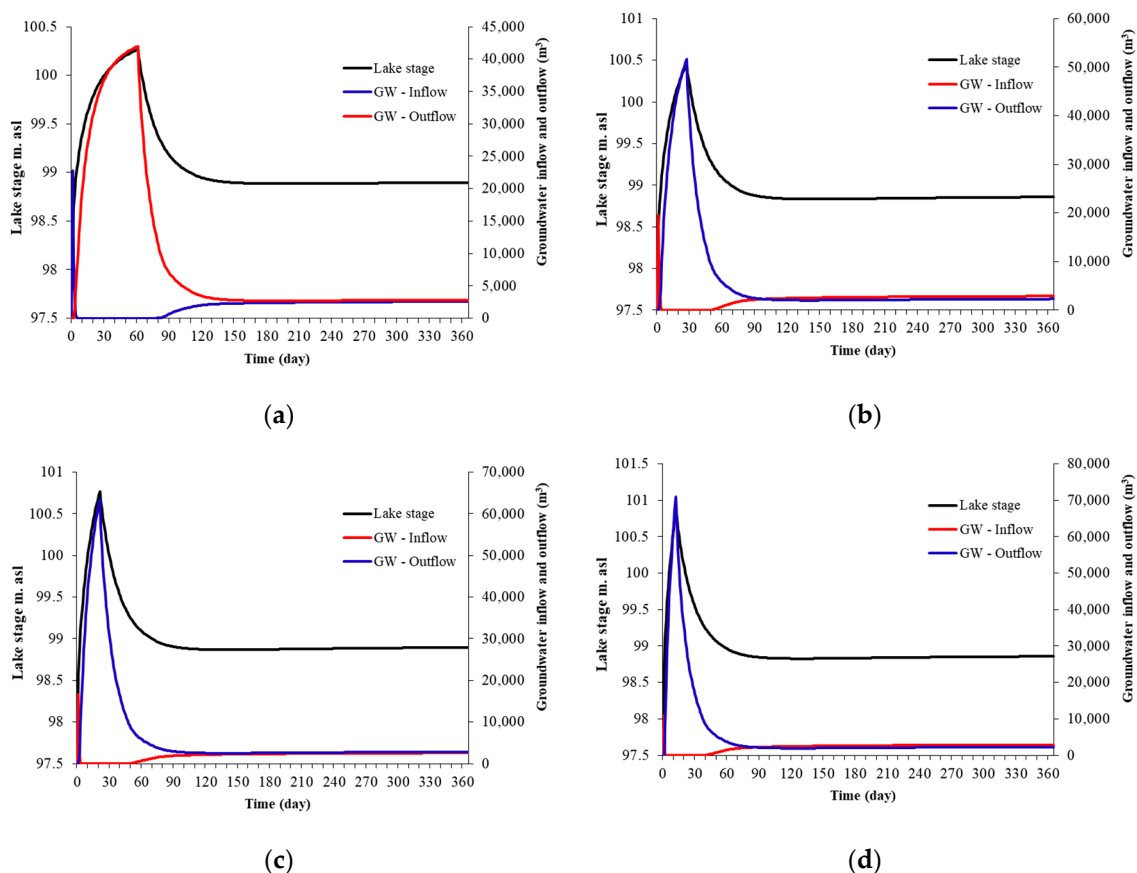 100.5
100
99.5
99
98.5
98
97.5
Lake stage m. asl
45,000
40,000
35,000
30,000
25,000
20,000
15,000
10,000
5,000
0
Groundwater inflow and outflow (m³)
Lake stage
GW - Inflow
GW - Outflow
0 30 60 90 120 150 180 210 240 270 300 330 360
Time (day)
(a)
101
100.5
100
99.5
99
98.5
98
97.5
Lake stage m. asl
60,000
50,000
40,000
30,000
20,000
10,000
0
Groundwater inflow and outflow (m³)
Lake stage
GW - Inflow
GW - Outflow
0 30 60 90 120 150 180 210 240 270 300 330 360
Time (day)
(b)
101
100.5
100
99.5
99
98.5
98
97.5
Lake stage m. asl
70,000
60,000
50,000
40,000
30,000
20,000
10,000
0
Groundwater inflow and outflow (m³)
Lake stage
GW - Inflow
GW - Outflow
0 30 60 90 120 150 180 210 240 270 300 330 360
Time (day)
(c)
101.5
101
100.5
100
99.5
99
98.5
98
97.5
Lake stage m. asl
80,000
70,000
60,000
50,000
40,000
30,000
20,000
10,000
0
Groundwater inflow and outflow (m³)
Lake stage
GW - Inflow
GW - Outflow
0 30 60 90 120 150 180 210 240 270 300 330 360
Time (day)
(d)